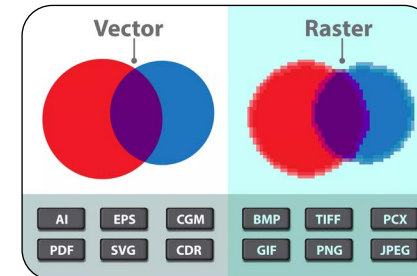 Vector
Raster
AI EPS CGM
PDF SVG CDR
BMP TIFF PCX
GIF PNG JPEG